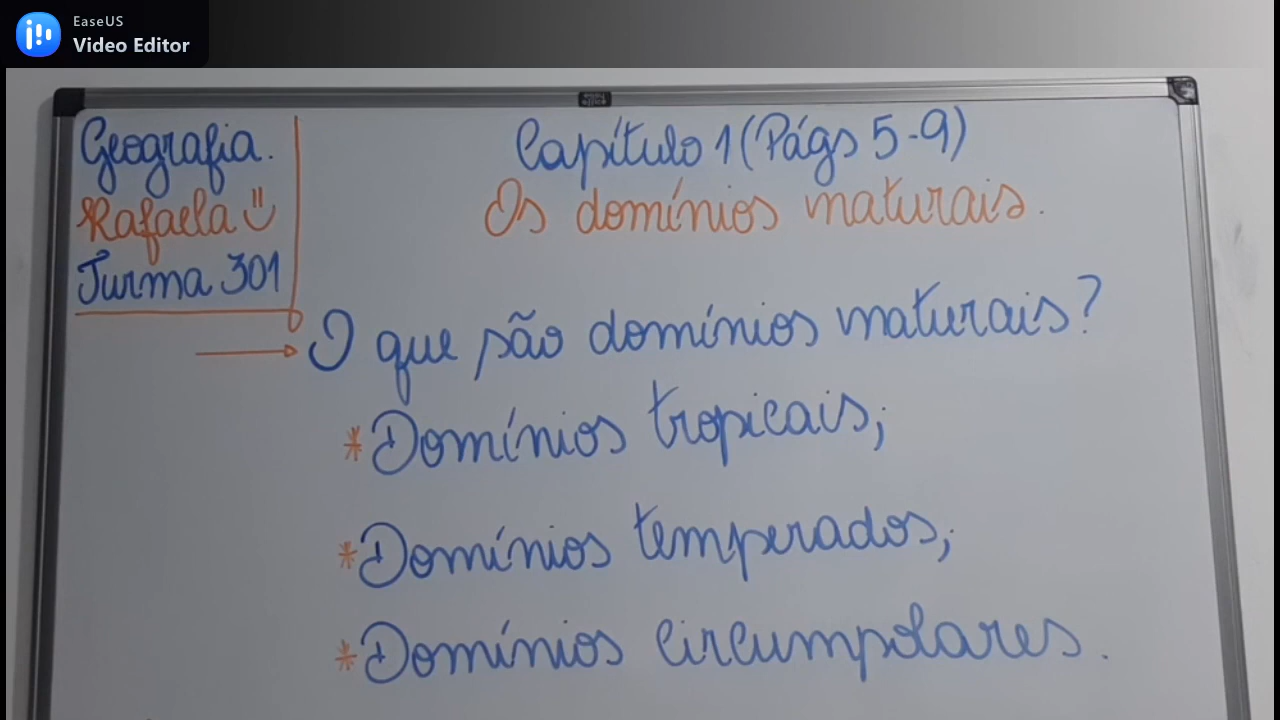 EaseUS
Video Editor
Geografia.
Rafaela
Turma 301
Capítulo 1 (Págs 5-9)
Os domínios naturais.
O que são domínios naturais?
*Domínios tropicais;
*Domínios temperados;
*Domínios circumpolares.